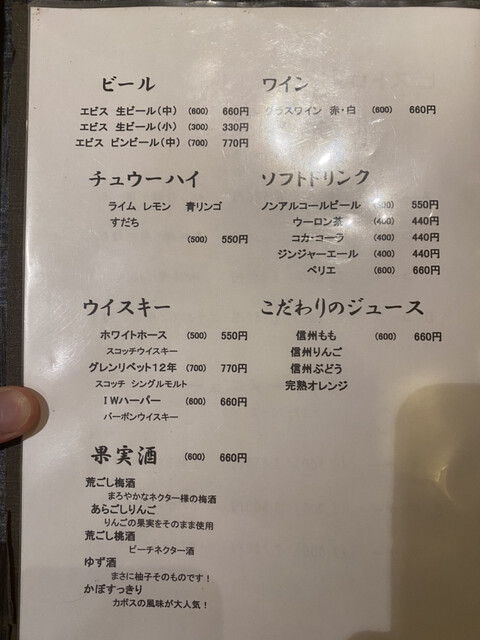 ビール
エビス 生ビール(中) (600) 660円
エビス 生ビール(小) (300) 330円
エビス ビンビール(中) (700) 770円
チュウーハイ
ライム レモン 青リンゴ
すだち
(500) 550円
ウイスキー
ホワイトホース (500) 550円
スコッチウイスキー
グレンリベット12年 (700) 770円
スコッチ シングルモルト
IWハーパー (600) 660円
バーボンウイスキー
果実酒 (600) 660円
荒ごし梅酒
まろやかなネクター様の梅酒
あらごしりんご
りんごの果実をそのまま使用
荒ごし桃酒
ピーチネクター酒
ゆず酒
まさに柚子そのものです!
かぼすっきり
カボスの風味が大人気!
ワイン
グラスワイン 赤・白 (600) 660円
ソフトドリンク
ノンアルコールビール (500) 550円
ウーロン茶 (400) 440円
コカ・コーラ (400) 440円
ジンジャーエール (400) 440円
ペリエ (600) 660円
こだわりのジュース
信州もも (600) 660円
信州りんご
信州ぶどう
完熟オレンジ